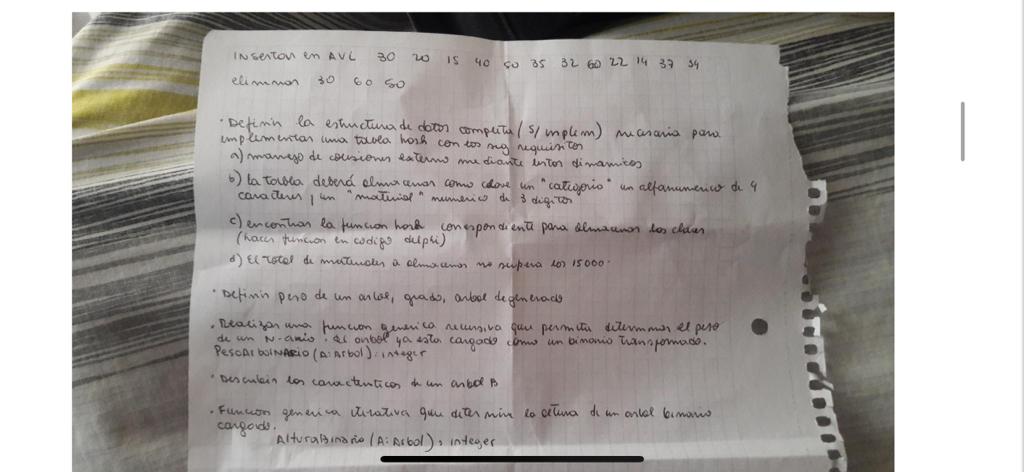 Insertar en AVL 30 20 15 40 50 35 32 60 22 14 37 34
eliminar 30 60 50
· Definir la estructura de datos completa (s/ implem) necesaria para
implementar una tabla hash con los sig requisitos
a) manejo de colisiones externo mediante listas dinamicas
b) la tabla deberá almacenar como clave un "categoria" un alfanumerico de 4
caracteres, un "material" numerico de 3 digitos
c) encontrar la funcion hash correspondiente para almacenar las claves
(hacer funcion en codigo delphi)
d) El total de materiales a almacenar no supera los 15000.
· Definir peso de un arbol, grado, arbol degenerado
· Realizar una funcion generica recursiva que permita determinar el peso
de un N-ario. el arbol ya esta cargado como un binario transformado.
PesoArbolNario (A: Arbol): integer
· Describir las caracteristicas de un arbol B
· Funcion generica iterativa que determine la altura de un arbol binario
cargado.
AlturaBinario (A: Arbol): integer